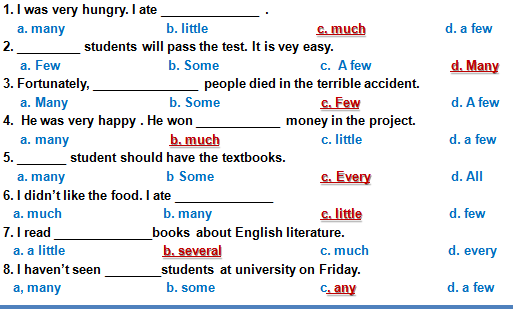 1. I was very hungry. I ate ______________ .
a. many b. little c. much d. a few
2. _________ students will pass the test. It is vey easy.
a. Few b. Some c. A few d. Many
3. Fortunately, _______________ people died in the terrible accident.
a. Many b. Some c. Few d. A few
4. He was very happy . He won ____________ money in the project.
a. many b. much c. little d. a few
5. _______ student should have the textbooks.
a. many b Some c. Every d. All
6. I didn’t like the food. I ate ______________
a. much b. many c. little d. few
7. I read ______________books about English literature.
a. a little b. several c. much d. every
8. I haven’t seen ________students at university on Friday.
a, many b. some c. any d. a few